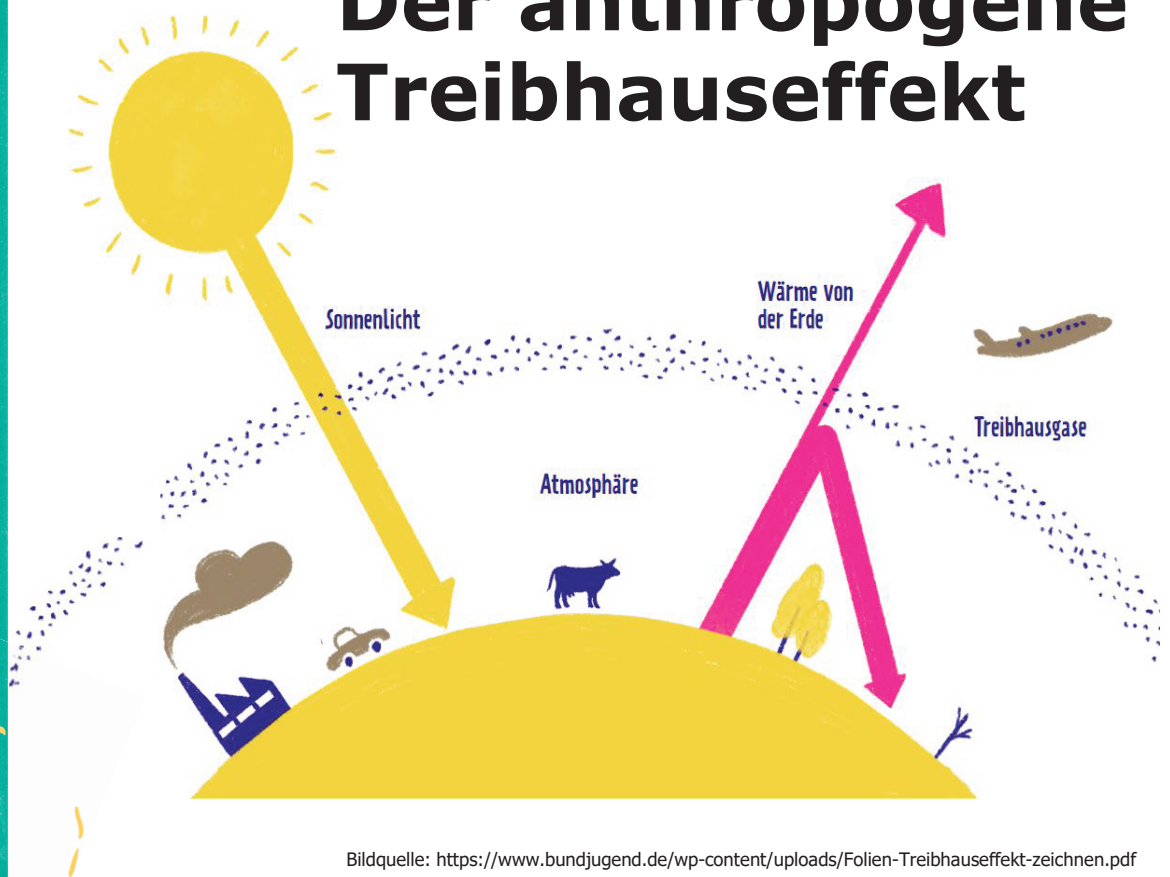 Der anthropogene
Treibhauseffekt
Sonnenlicht
Wärme von
der Erde
Treibhausgase
Atmosphäre
Bildquelle: https://www.bundjugend.de/wp-content/uploads/Folien-Treibhauseffekt-zeichnen.pdf